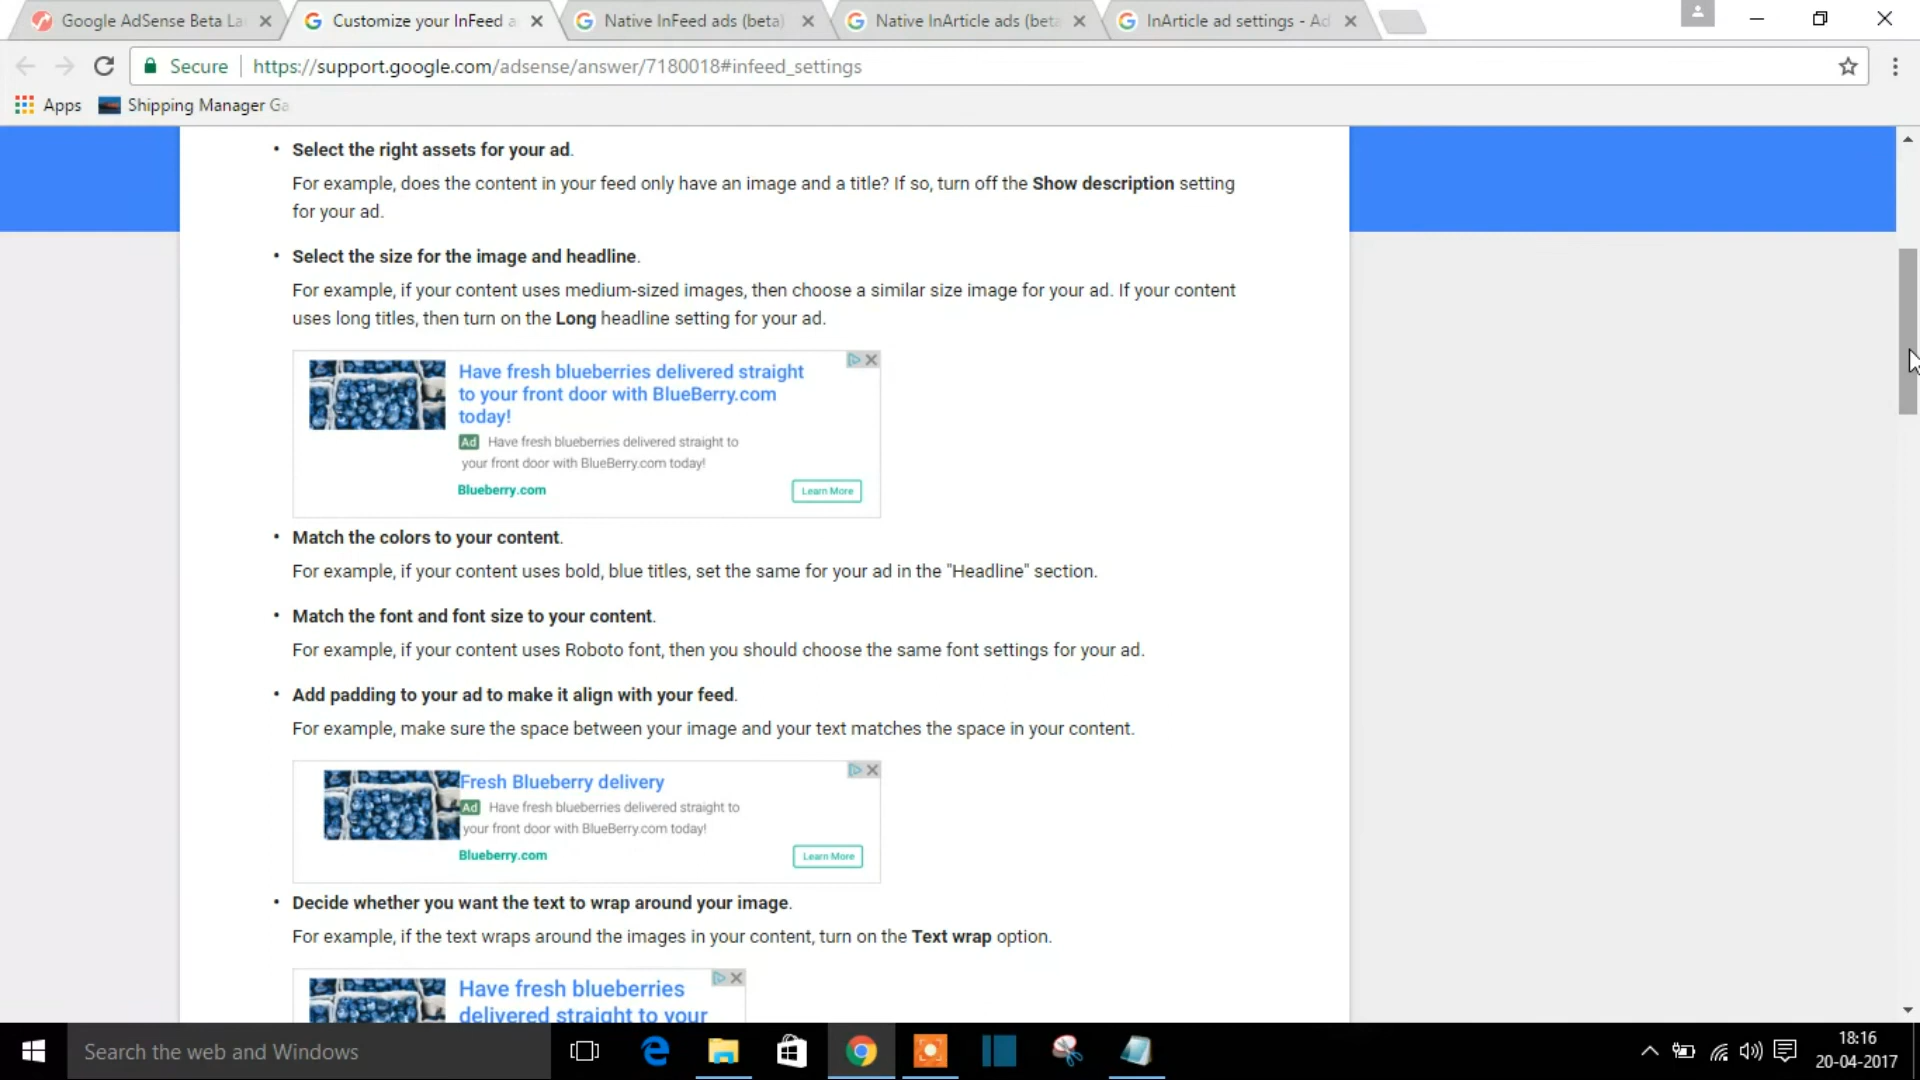 Google AdSense Beta La
Customize your InFeed a
Native InFeed ads (beta)
Native InArticle ads (beta
InArticle ad settings - Ad
Secure
https://support.google.com/adsense/answer/7180018#infeed_settings
Apps
Shipping Manager Ga
• Select the right assets for your ad.
For example, does the content in your feed only have an image and a title? If so, turn off the Show description setting
for your ad.
• Select the size for the image and headline.
For example, if your content uses medium-sized images, then choose a similar size image for your ad. If your content
uses long titles, then turn on the Long headline setting for your ad.
Have fresh blueberries delivered straight
to your front door with BlueBerry.com
today!
Ad Have fresh blueberries delivered straight to
your front door with BlueBerry.com today!
Blueberry.com
Learn More
• Match the colors to your content.
For example, if your content uses bold, blue titles, set the same for your ad in the "Headline" section.
• Match the font and font size to your content.
For example, if your content uses Roboto font, then you should choose the same font settings for your ad.
• Add padding to your ad to make it align with your feed.
For example, make sure the space between your image and your text matches the space in your content.
Fresh Blueberry delivery
Ad Have fresh blueberries delivered straight to
your front door with BlueBerry.com today!
Blueberry.com
Learn More
• Decide whether you want the text to wrap around your image.
For example, if the text wraps around the images in your content, turn on the Text wrap option.
Have fresh blueberries
delivered straight to your
Search the web and Windows
18:16
20-04-2017